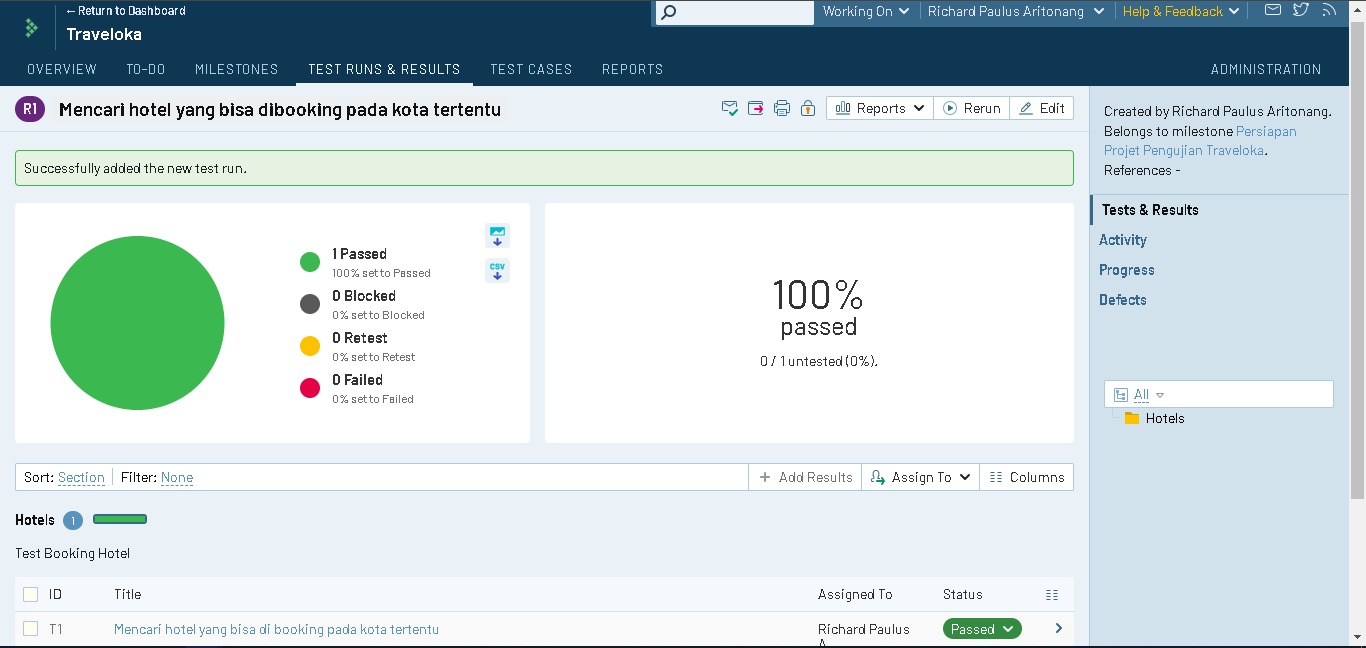 ←Return to Dashboard
Traveloka
Working On
Richard Paulus Aritonang
Help & Feedback
OVERVIEW
TO-DO
MILESTONES
TEST RUNS & RESULTS
TEST CASES
REPORTS
ADMINISTRATION
R1
Mencari hotel yang bisa dibooking pada kota tertentu
Reports
Rerun
Edit
Successfully added the new test run.
1 Passed
100% set to Passed
0 Blocked
0% set to Blocked
0 Retest
0% set to Retest
0 Failed
0% set to Failed
CSV
100%
passed
0 / 1 untested (0%).
Sort: Section
Filter: None
Add Results
Assign To
Columns
Hotels 1
Test Booking Hotel
ID Title Assigned To Status
T1 Mencari hotel yang bisa di booking pada kota tertentu Richard Paulus Passed
A
Created by Richard Paulus Aritonang.
Belongs to milestone Persiapan
Projet Pengujian Traveloka.
References -
Tests & Results
Activity
Progress
Defects
All
Hotels